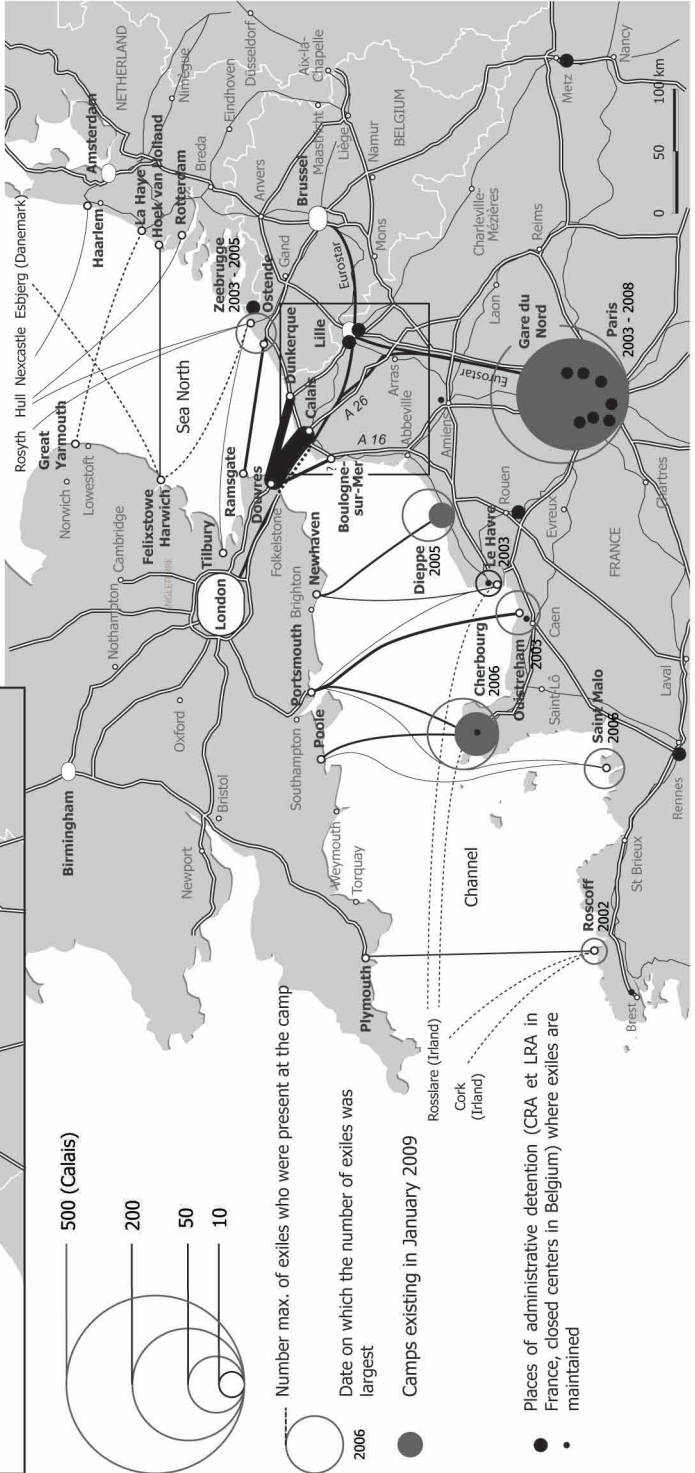 500 (Calais)
200
50
10
Number max. of exiles who were present at the camp
2006
Date on which the number of exiles was
largest
Camps existing in January 2009
Places of administrative detention (CRA et LRA in
France, closed centers in Belgium) where exiles are
maintained
Rosyth
Hull
Newcastle
Esbjerg (Danemark)
Birmingham
Nothampton
Cambridge
Norwich
Great
Yarmouth
Lowestoft
Sea North
Haarlem
Amsterdam
NETHERLAND
La Haye
Hoek van Holland
Rotterdam
Nimègue
Breda
Eindhoven
Düsseldorf
Aix-la-
Chapelle
Felixstowe
Harwich
Oxford
Newport
Bristol
London
Tilbury
Ramsgate
Douvres
Folkelstone
Zeebrugge
2003 - 2005
Ostende
Gand
Anvers
Brussel
Maastricht
Liège
Namur
BELGIUM
Mons
Eurostar
Dunkerque
Calais
Lille
A 26
A 16
?
Boulogne-
sur-Mer
Arras
Abbeville
Amiens
Eurostar
Charleville-
Mézières
Laon
Reims
Metz
Nancy
Southampton
Portsmouth
Poole
Brighton
Newhaven
Weymouth
Torquay
Plymouth
Channel
Dieppe
2005
Le Havre
2003
Rouen
Evreux
Gare du
Nord
Paris
2003 - 2008
Cherbourg
2006
Ouistreham
2003
Caen
Saint-Lô
FRANCE
Chartres
Saint Malo
2006
Laval
Rennes
St Brieux
Roscoff
2002
Brest
Rosslare (Irland)
Cork
(Irland)
0
50
100 km